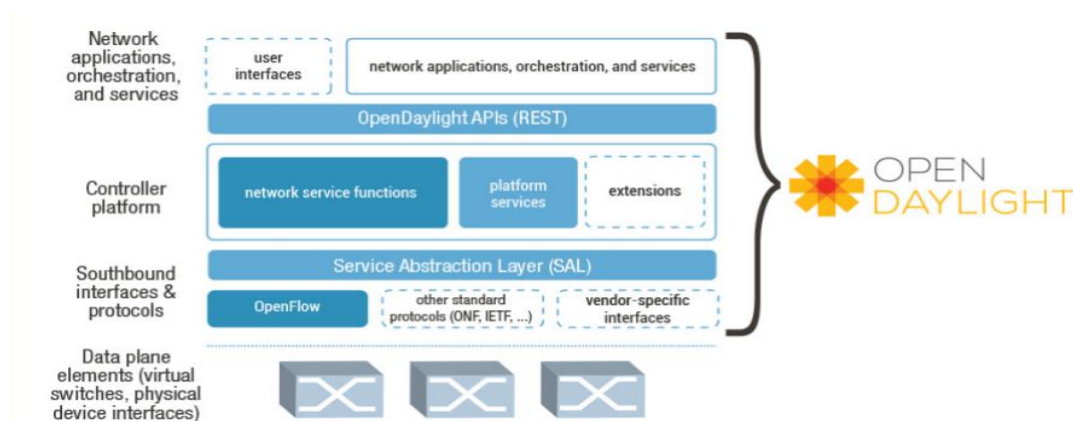 Network
applications,
orchestration,
and services
user
interfaces
network applications, orchestration, and services
OpenDaylight APIs (REST)
Controller
platform
network service functions
platform
services
extensions
Service Abstraction Layer (SAL)
Southbound
interfaces &
protocols
OpenFlow
other standard
protocols (ONF, IETF, ...)
vendor-specific
interfaces
Data plane
elements (virtual
switches, physical
device interfaces)
OPEN
DAYLIGHT